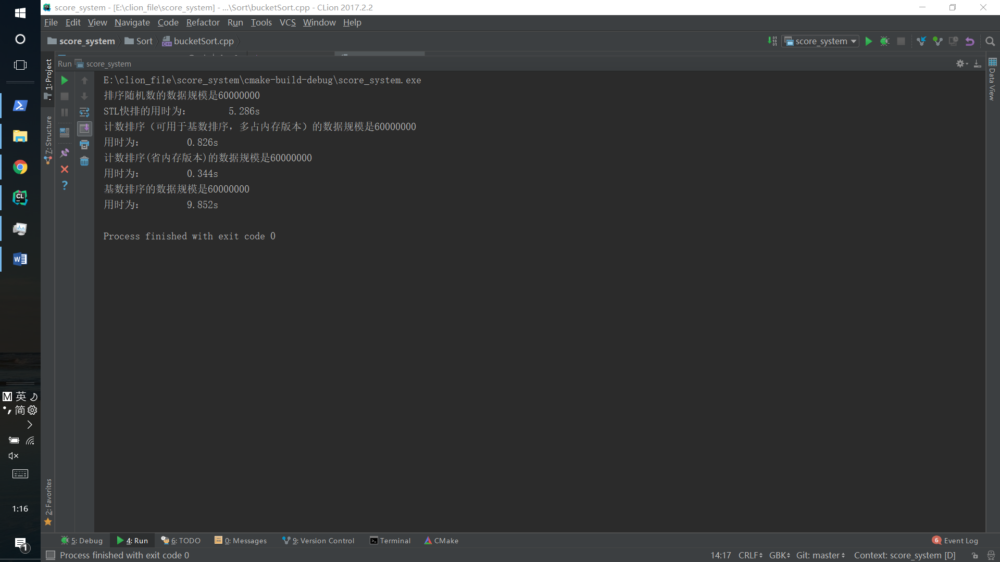 score_system - [E:\clion_file\score_system] - ...\Sort\bucketSort.cpp - CLion 2017.2.2
File Edit View Navigate Code Refactor Run Tools VCS Window Help
score_system Sort bucketSort.cpp
score_system
Run score_system
1: Project
7: Structure
2: Favorites
Data View
E:\clion_file\score_system\cmake-build-debug\score_system.exe
排序随机数的数据规模是60000000
STL快排的用时为: 5.286s
计数排序（可用于基数排序，多占内存版本）的数据规模是60000000
用时为: 0.826s
计数排序(省内存版本)的数据规模是60000000
用时为: 0.344s
基数排序的数据规模是60000000
用时为: 9.852s
Process finished with exit code 0
M 英
简
1:16
1
5: Debug 4: Run 6: TODO 0: Messages 9: Version Control Terminal CMake
6 Event Log
Process finished with exit code 0
14:17 CRLF GBK Git: master Context: score_system [D]